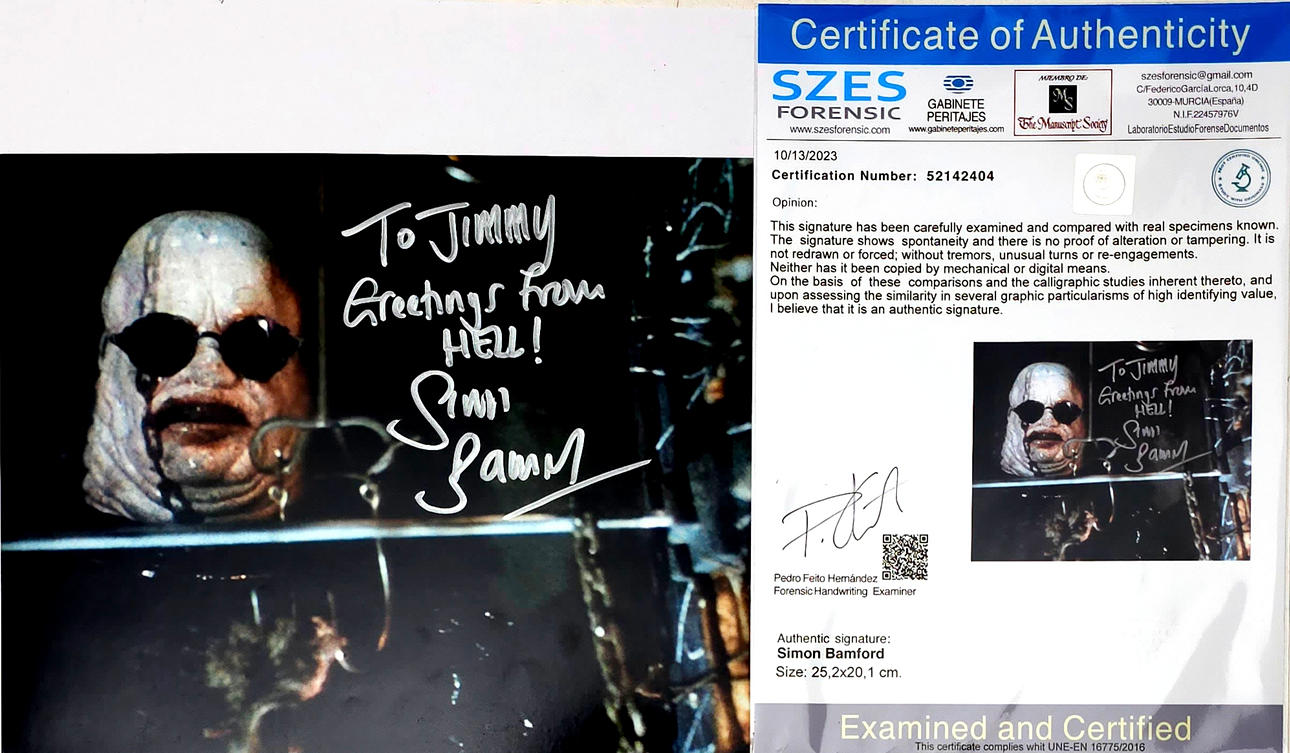 To Jimmy
Greetings From
HELL!
Certificate of Authenticity
SZES
FORENSIC
www.szesforensic.com
GABINETE
PERITAJES
www.gabineteperitajes.com
MIEMBRO DE:
MS
The Manuscript Society
szesforensic@gmail.com
C/FedericoGarcíaLorca,10,4D
30009-MURCIA(España)
N.I.F.22457976V
LaboratorioEstudioForenseDocumentos
10/13/2023
Certification Number: 52142404
Opinion:
This signature has been carefully examined and compared with real specimens known.
The signature shows spontaneity and there is no proof of alteration or tampering. It is
not redrawn or forced; without tremors, unusual turns or re-engagements.
Neither has it been copied by mechanical or digital means.
On the basis of these comparisons and the calligraphic studies inherent thereto, and
upon assessing the similarity in several graphic particularisms of high identifying value,
I believe that it is an authentic signature.
To Jimmy
Greetings From
HELL!
Pedro Feito Hernández
Forensic Handwriting Examiner
Authentic signature:
Simon Bamford
Size: 25,2x20,1 cm.
Examined and Certified
This certificate complies whit UNE-EN 16775/2016